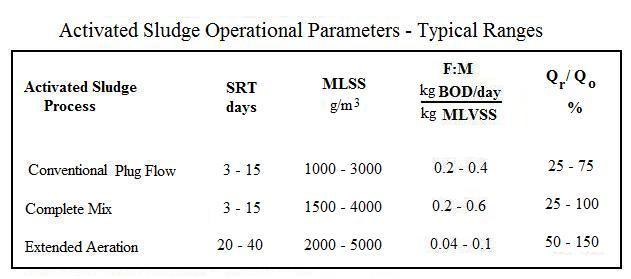 Activated Sludge Operational Parameters - Typical Ranges
Activated Sludge Process SRT days MLSS g/m³ F:M kg BOD/day kg MLVSS Qr/Qo %
Conventional Plug Flow 3 - 15 1000 - 3000 0.2 - 0.4 25 - 75
Complete Mix 3 - 15 1500 - 4000 0.2 - 0.6 25 - 100
Extended Aeration 20 - 40 2000 - 5000 0.04 - 0.1 50 - 150